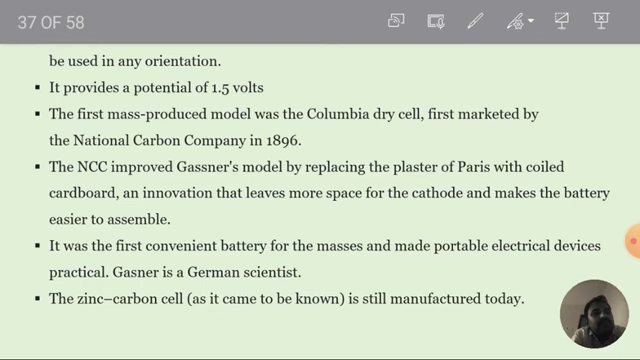 37 OF 58
be used in any orientation.
▪ It provides a potential of 1.5 volts
▪ The first mass-produced model was the Columbia dry cell, first marketed by
the National Carbon Company in 1896.
▪ The NCC improved Gassner's model by replacing the plaster of Paris with coiled
cardboard, an innovation that leaves more space for the cathode and makes the battery
easier to assemble.
▪ It was the first convenient battery for the masses and made portable electrical devices
practical. Gasner is a German scientist.
▪ The zinc–carbon cell (as it came to be known) is still manufactured today.